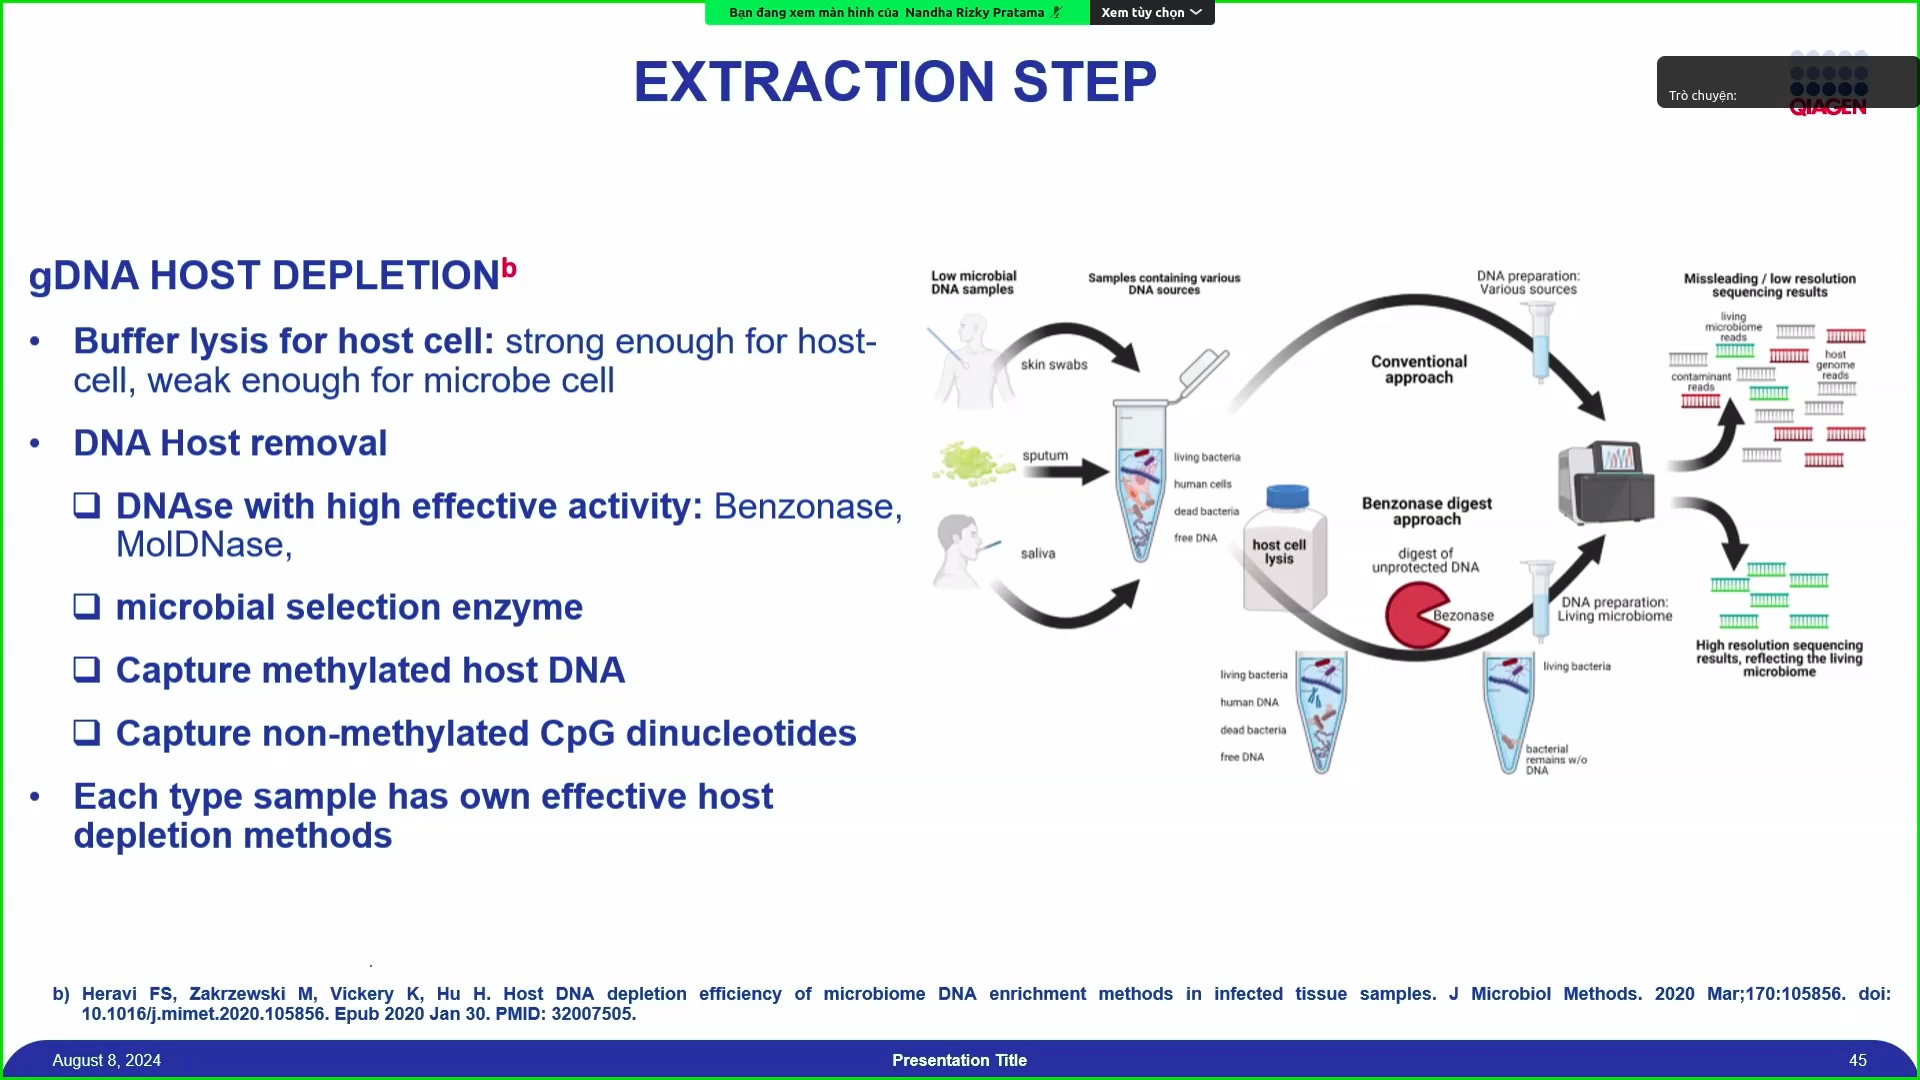 Bạn đang xem màn hình của Nandha Rizky Pratama
Xem tùy chọn
EXTRACTION STEP
Trò chuyện:
QIAGEN
gDNA HOST DEPLETIONb
• Buffer lysis for host cell: strong enough for host-
cell, weak enough for microbe cell
• DNA Host removal
❑ DNAse with high effective activity: Benzonase,
MolDNase,
❑ microbial selection enzyme
❑ Capture methylated host DNA
❑ Capture non-methylated CpG dinucleotides
• Each type sample has own effective host
depletion methods
Low microbial
DNA samples
skin swabs
sputum
saliva
Samples containing various
DNA sources
living bacteria
human cells
dead bacteria
free DNA
DNA preparation:
Various sources
Conventional
approach
host cell
lysis
Benzonase digest
approach
digest of
unprotected DNA
Bezonase
DNA preparation:
Living microbiome
living bacteria
human DNA
dead bacteria
free DNA
living bacteria
bacterial
remains w/o
DNA
Missleading / low resolution
sequencing results
living
microbiome
reads
host
genome
reads
contaminant
reads
High resolution sequencing
results, reflecting the living
microbiome
b) Heravi FS, Zakrzewski M, Vickery K, Hu H. Host DNA depletion efficiency of microbiome DNA enrichment methods in infected tissue samples. J Microbiol Methods. 2020 Mar;170:105856. doi:
10.1016/j.mimet.2020.105856. Epub 2020 Jan 30. PMID: 32007505.
August 8, 2024
Presentation Title
45